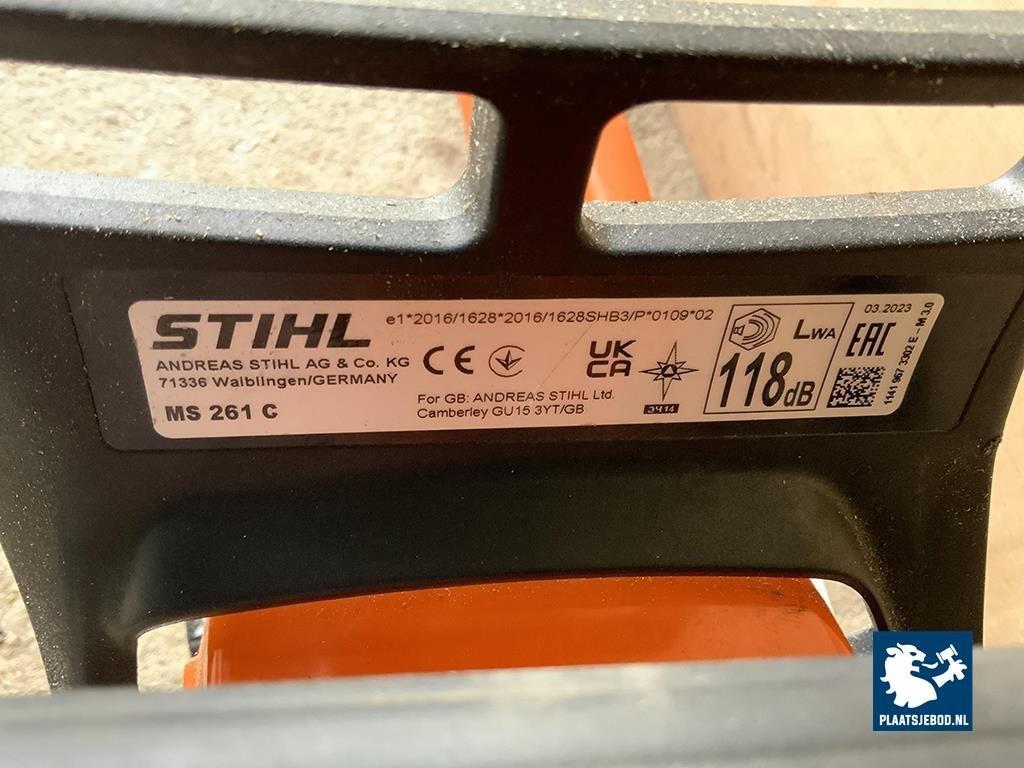 STIHL
e1*2016/1628*2016/1628SHB3/P*0109*02
ANDREAS STIHL AG & Co. KG
71336 Waiblingen/GERMANY
MS 261 C
CE
For GB: ANDREAS STIHL Ltd.
Camberley GU15 3YT/GB
UK
CA
ЭЧ14
LWA
118dB
03.2023
EAC
1141 967 3302 E - M 3.0
PLAATSJEBOD.NL